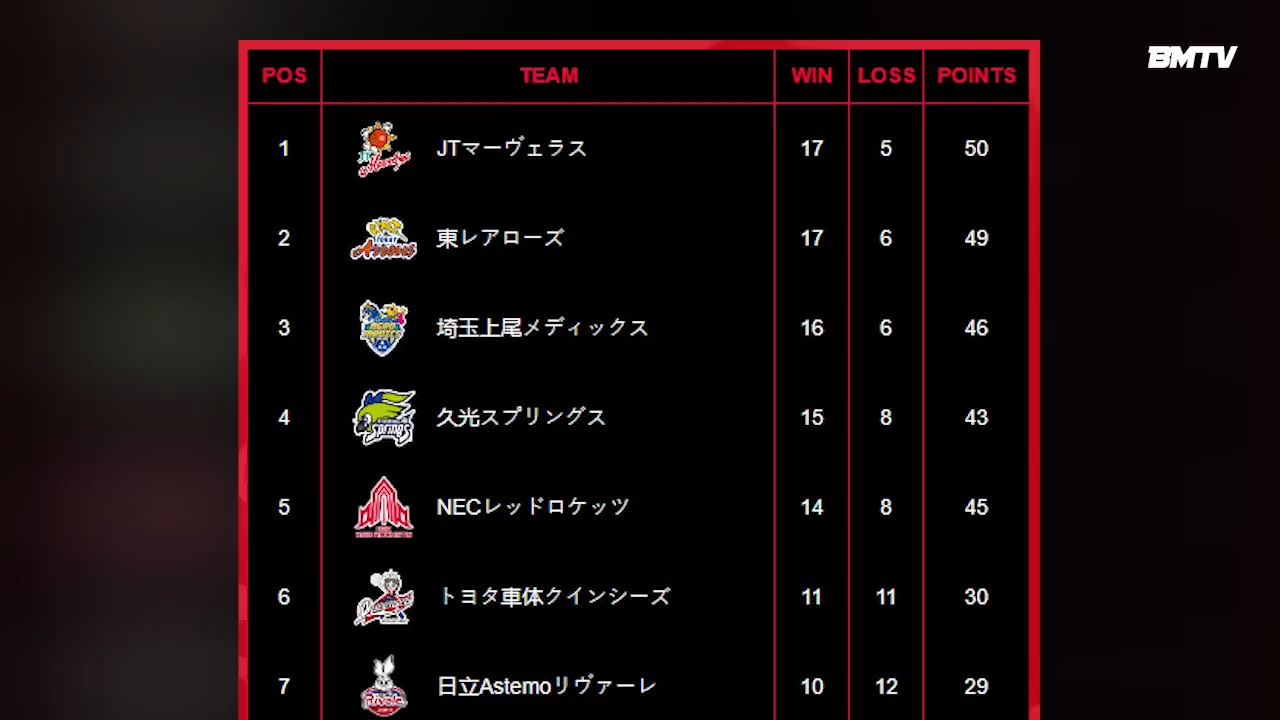 BMTV
POS TEAM WIN LOSS POINTS
1 JTマーヴェラス 17 5 50
2 東レアローズ 17 6 49
3 埼玉上尾メディックス 16 6 46
4 久光スプリングス 15 8 43
5 NECレッドロケッツ 14 8 45
6 トヨタ車体クインシーズ 11 11 30
7 日立Astemoリヴァーレ 10 12 29